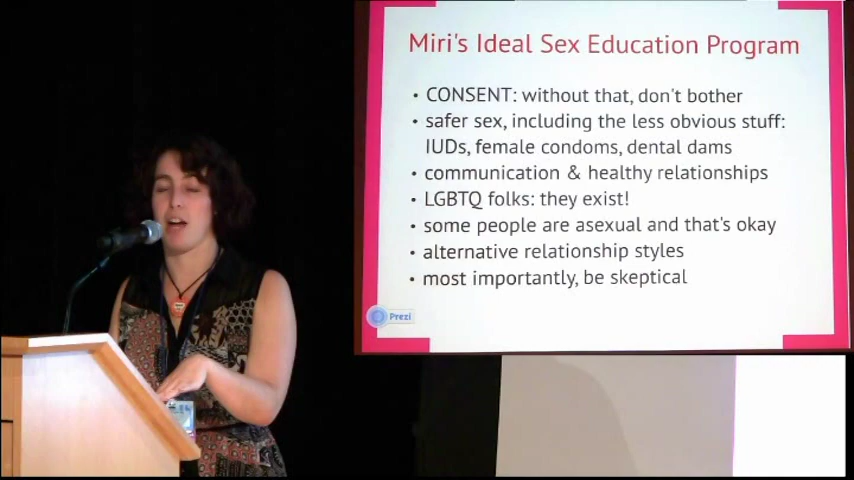 Miri's Ideal Sex Education Program
• CONSENT: without that, don't bother
• safer sex, including the less obvious stuff:
IUDs, female condoms, dental dams
• communication & healthy relationships
• LGBTQ folks: they exist!
• some people are asexual and that's okay
• alternative relationship styles
• most importantly, be skeptical
Prezi